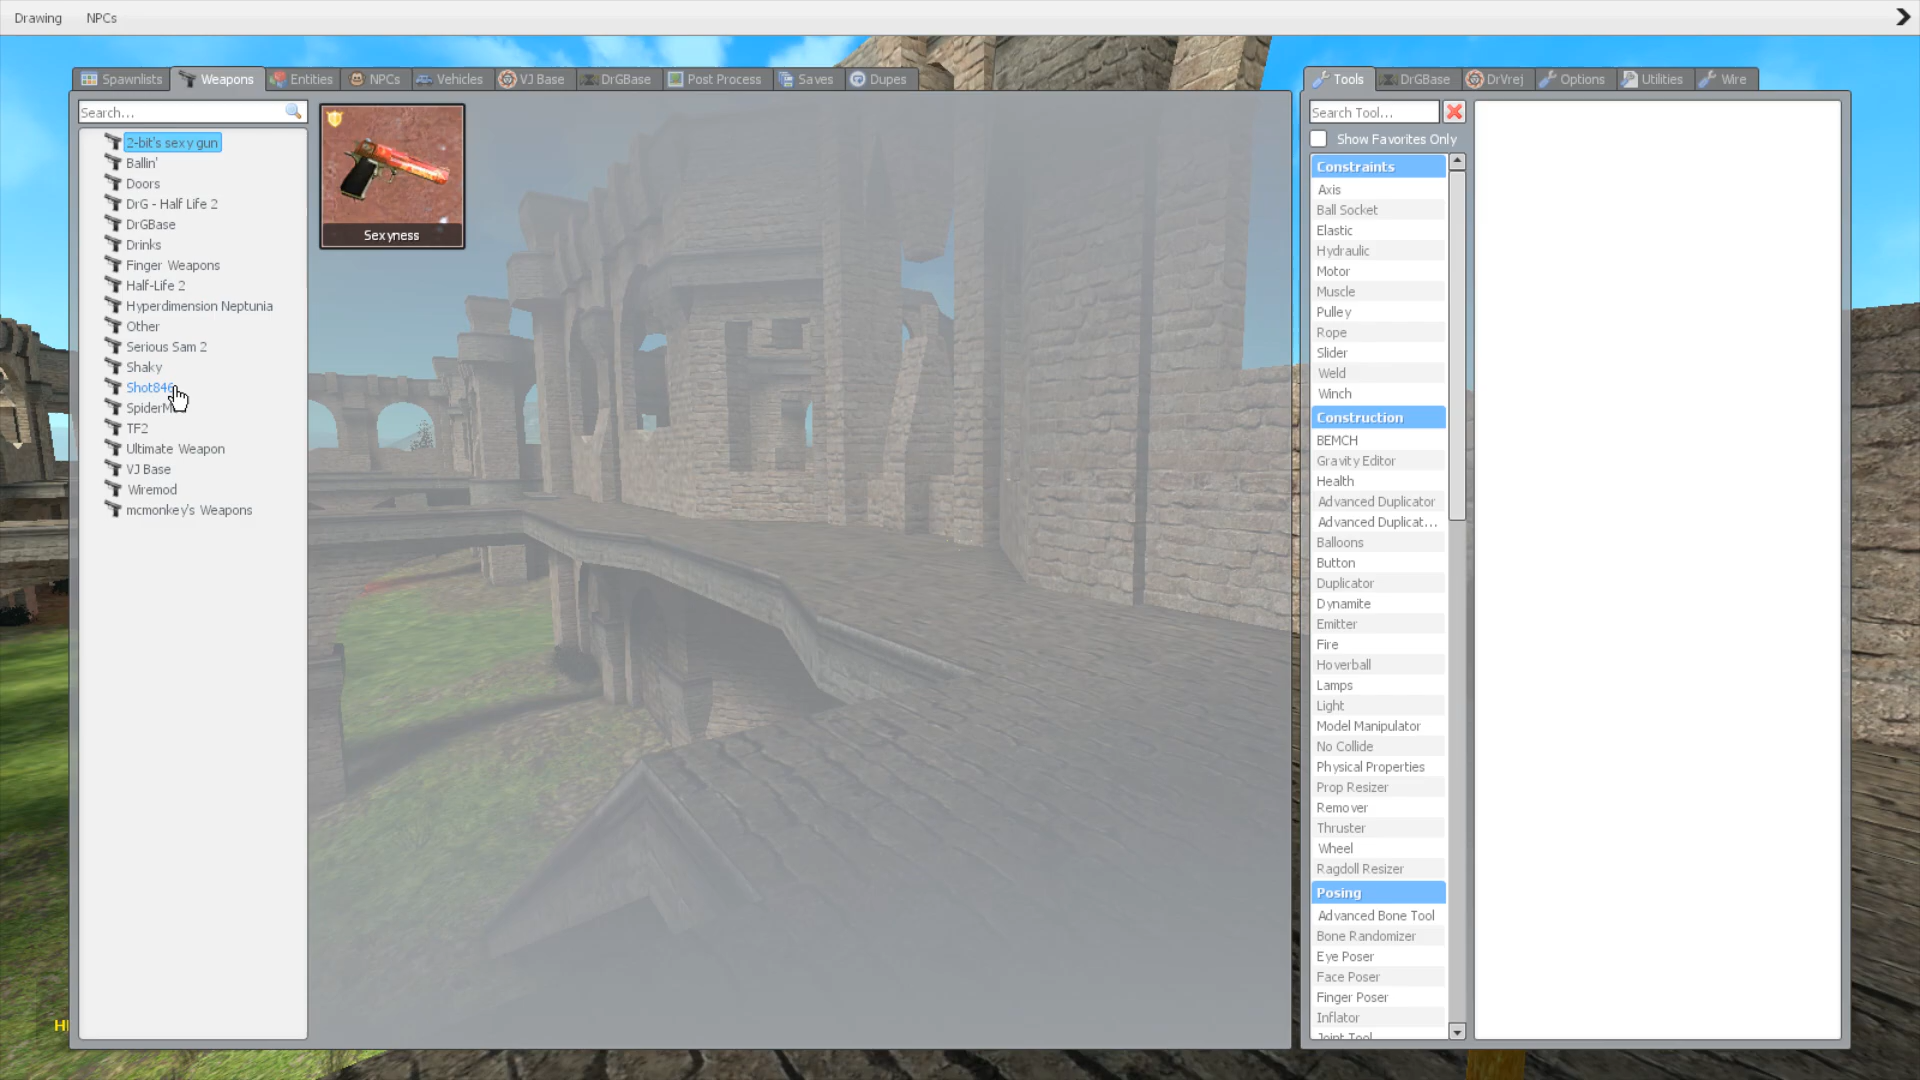 Drawing NPCs
Spawnlists Weapons Entities NPCs Vehicles VJ Base DrGBase Post Process Saves Dupes
Search...
2-bit's sexy gun
Ballin'
Doors
DrG - Half Life 2
DrGBase
Drinks
Finger Weapons
Half-Life 2
Hyperdimension Neptunia
Other
Serious Sam 2
Shaky
Shot846
TF2
Ultimate Weapon
VJ Base
Wiremod
mcmonkey's Weapons
Sexyness
Tools DrGBase DrVrej Options Utilities Wire
Search Tool...
Show Favorites Only
Constraints
Axis
Ball Socket
Elastic
Hydraulic
Motor
Muscle
Pulley
Rope
Slider
Weld
Winch
Construction
BEMCH
Gravity Editor
Health
Advanced Duplicator
Advanced Duplicat...
Balloons
Button
Duplicator
Dynamite
Emitter
Fire
Hoverball
Lamps
Light
Model Manipulator
No Collide
Physical Properties
Prop Resizer
Remover
Thruster
Wheel
Ragdoll Resizer
Posing
Advanced Bone Tool
Bone Randomizer
Eye Poser
Face Poser
Finger Poser
Inflator
Joint Tool